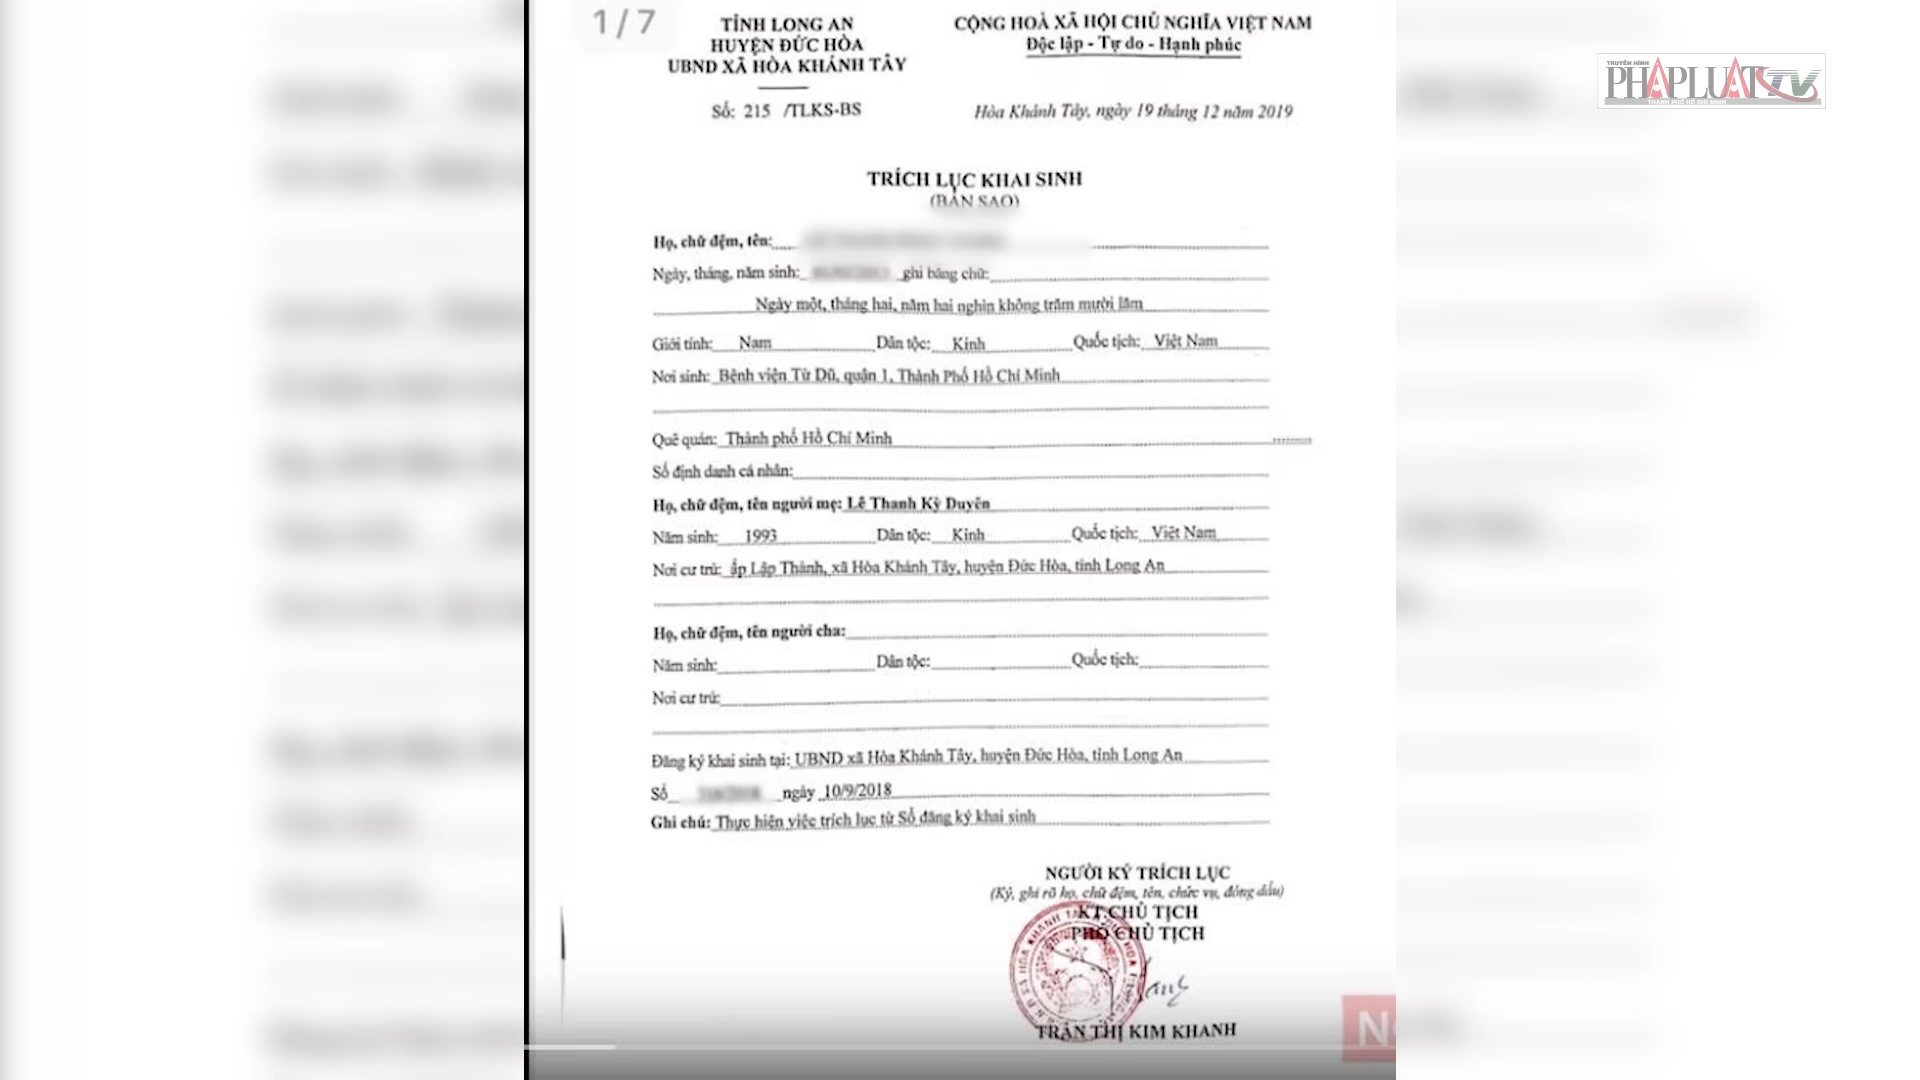 1/7
TỈNH LONG AN
HUYỆN ĐỨC HÒA
UBND XÃ HÒA KHÁNH TÂY
CỘNG HOÀ XÃ HỘI CHỦ NGHĨA VIỆT NAM
Độc lập - Tự do - Hạnh phúc
TRUYỀN HÌNH
PHÁPLUẬT TV
THÀNH PHỐ HỒ CHÍ MINH
Số: 215 /TLKS-BS
Hòa Khánh Tây, ngày 19 tháng 12 năm 2019
TRÍCH LỤC KHAI SINH
(BẢN SAO)
Họ, chữ đệm, tên:
Ngày, tháng, năm sinh: ghi bằng chữ:
Ngày một, tháng hai, năm hai nghìn không trăm mười lăm
Giới tính: Nam Dân tộc: Kinh Quốc tịch: Việt Nam
Nơi sinh: Bệnh viện Từ Dũ, quận 1, Thành Phố Hồ Chí Minh
Quê quán: Thành phố Hồ Chí Minh
Số định danh cá nhân:
Họ, chữ đệm, tên người mẹ: Lê Thanh Kỳ Duyên
Năm sinh: 1993 Dân tộc: Kinh Quốc tịch: Việt Nam
Nơi cư trú: ấp Lập Thành, xã Hòa Khánh Tây, huyện Đức Hòa, tỉnh Long An
Họ, chữ đệm, tên người cha:
Năm sinh: Dân tộc: Quốc tịch:
Nơi cư trú:
Đăng ký khai sinh tại: UBND xã Hòa Khánh Tây, huyện Đức Hòa, tỉnh Long An
Số ngày 10/9/2018
Ghi chú: Thực hiện việc trích lục từ Sổ đăng ký khai sinh
NGƯỜI KÝ TRÍCH LỤC
(Ký, ghi rõ họ, chữ đệm, tên, chức vụ, đóng dấu)
KT.CHỦ TỊCH
PHÓ CHỦ TỊCH
TRẦN THỊ KIM KHANH